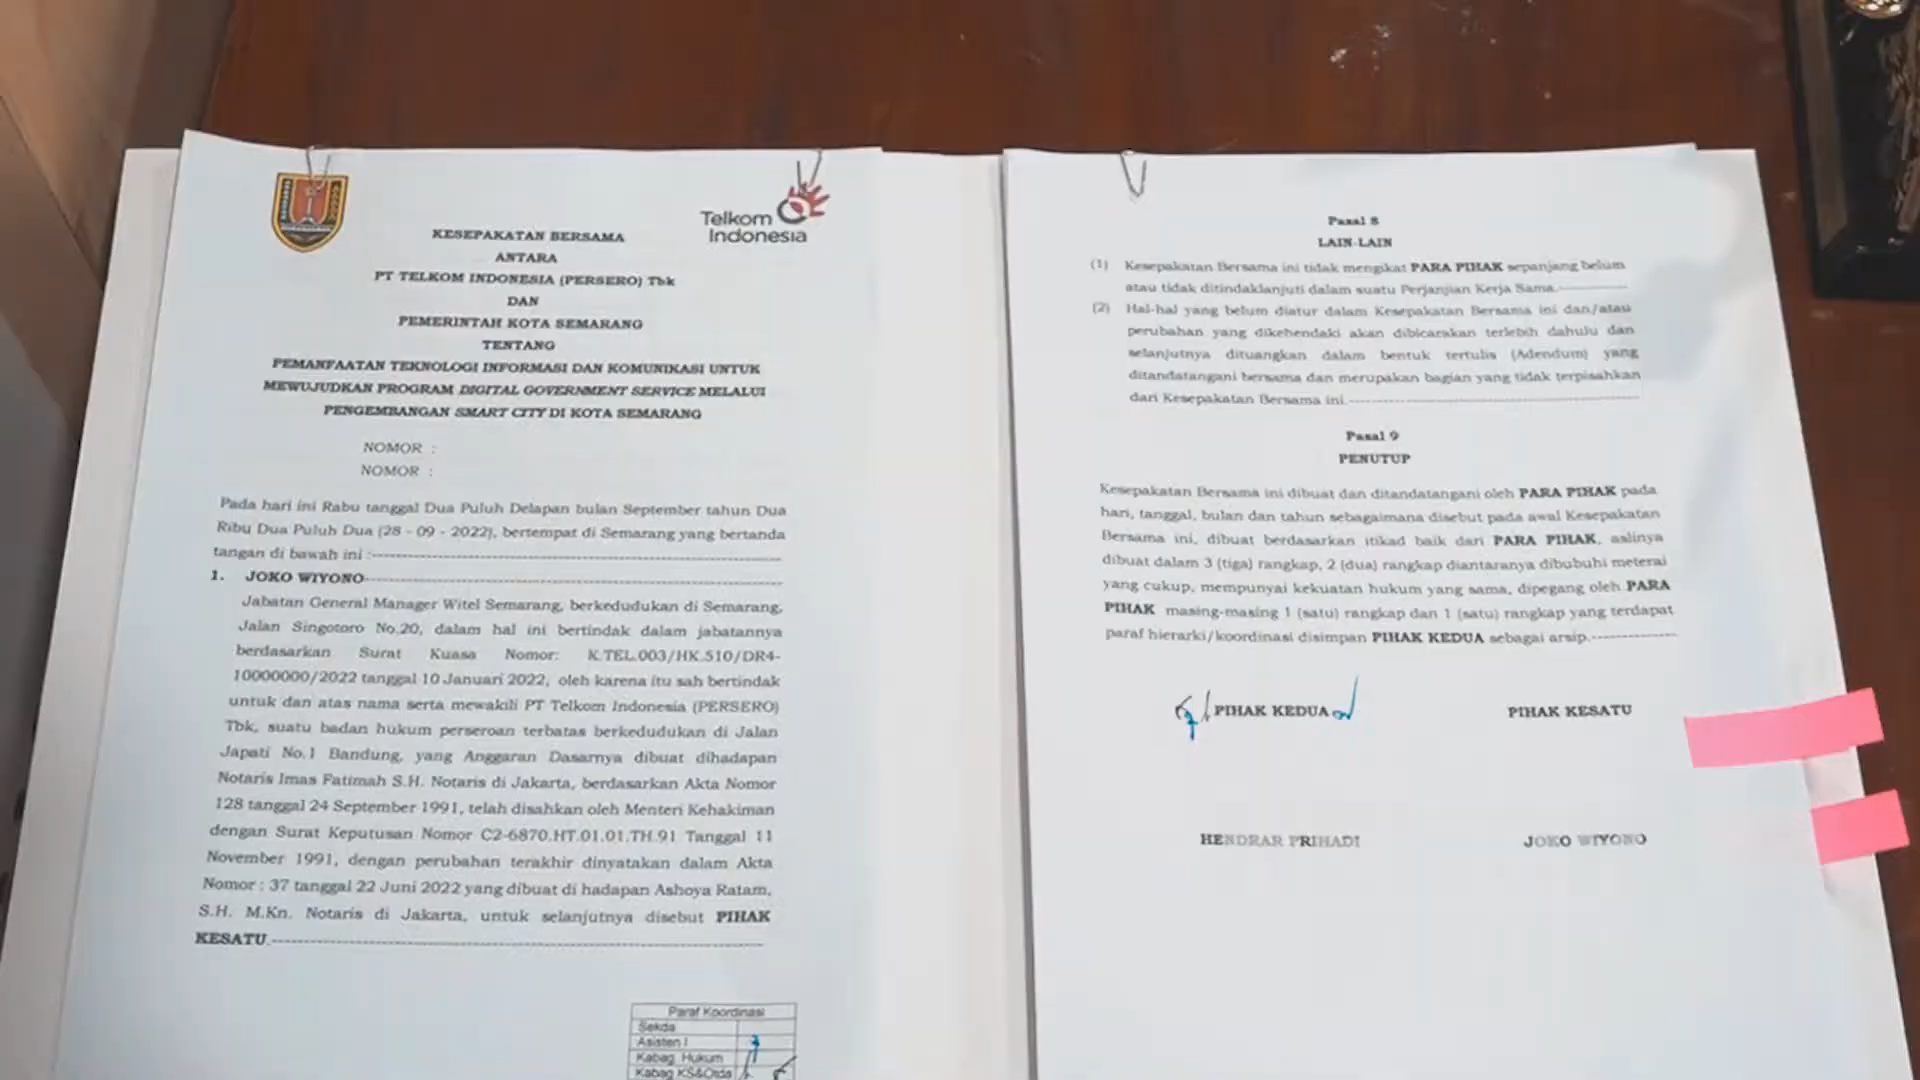 Telkom
Indonesia
KESEPAKATAN BERSAMA
ANTARA
PT TELKOM INDONESIA (PERSERO) Tbk
DAN
PEMERINTAH KOTA SEMARANG
TENTANG
PEMANFAATAN TEKNOLOGI INFORMASI DAN KOMUNIKASI UNTUK
MEWUJUDKAN PROGRAM DIGITAL GOVERNMENT SERVICE MELALUI
PENGEMBANGAN SMART CITY DI KOTA SEMARANG
NOMOR :
NOMOR :
Pada hari ini Rabu tanggal Dua Puluh Delapan bulan September tahun Dua
Ribu Dua Puluh Dua (28 - 09 - 2022), bertempat di Semarang yang bertanda
tangan di bawah ini :
1. JOKO WIYONO
Jabatan General Manager Witel Semarang, berkedudukan di Semarang,
Jalan Singotoro No.20, dalam hal ini bertindak dalam jabatannya
berdasarkan Surat Kuasa Nomor: K.TEL.003/HK.510/DR4-
10000000/2022 tanggal 10 Januari 2022, oleh karena itu sah bertindak
untuk dan atas nama serta mewakili PT Telkom Indonesia (PERSERO)
Tbk, suatu badan hukum perseroan terbatas berkedudukan di Jalan
Japati No.1 Bandung, yang Anggaran Dasarnya dibuat dihadapan
Notaris Imas Fatimah S.H. Notaris di Jakarta, berdasarkan Akta Nomor
128 tanggal 24 September 1991, telah disahkan oleh Menteri Kehakiman
dengan Surat Keputusan Nomor C2-6870.HT.01.01.TH.91 Tanggal 11
November 1991, dengan perubahan terakhir dinyatakan dalam Akta
Nomor : 37 tanggal 22 Juni 2022 yang dibuat di hadapan Ashoya Ratam,
S.H. M.Kn. Notaris di Jakarta, untuk selanjutnya disebut PIHAK
KESATU.
Paraf Koordinasi
Sekda
Asisten I
Kabag Hukum
Kabag KS&Otda
Pasal 8
LAIN-LAIN
(1) Kesepakatan Bersama ini tidak mengikat PARA PIHAK sepanjang belum
atau tidak ditindaklanjuti dalam suatu Perjanjian Kerja Sama.
(2) Hal-hal yang belum diatur dalam Kesepakatan Bersama ini dan/atau
perubahan yang dikehendaki akan dibicarakan terlebih dahulu dan
selanjutnya dituangkan dalam bentuk tertulis (Adendum) yang
ditandatangani bersama dan merupakan bagian yang tidak terpisahkan
dari Kesepakatan Bersama ini.
Pasal 9
PENUTUP
Kesepakatan Bersama ini dibuat dan ditandatangani oleh PARA PIHAK pada
hari, tanggal, bulan dan tahun sebagaimana disebut pada awal Kesepakatan
Bersama ini, dibuat berdasarkan itikad baik dari PARA PIHAK, aslinya
dibuat dalam 3 (tiga) rangkap, 2 (dua) rangkap diantaranya dibubuhi meterai
yang cukup, mempunyai kekuatan hukum yang sama, dipegang oleh PARA
PIHAK masing-masing 1 (satu) rangkap dan 1 (satu) rangkap yang terdapat
paraf hierarki/koordinasi disimpan PIHAK KEDUA sebagai arsip.
PIHAK KEDUA PIHAK KESATU
HENDRAR PRIHADI JOKO WIYONO